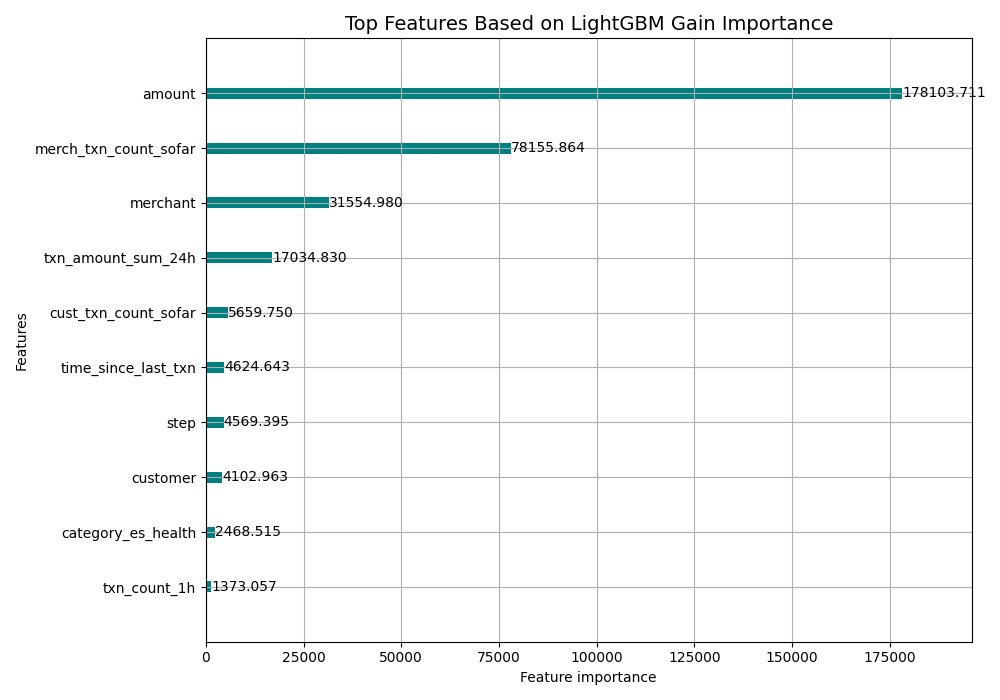 Top Features Based on LightGBM Gain Importance
amount 178103.711
merch_txn_count_sofar 78155.864
merchant 31554.980
txn_amount_sum_24h 17034.830
cust_txn_count_sofar 5659.750
time_since_last_txn 4624.643
step 4569.395
customer 4102.963
category_es_health 2468.515
txn_count_1h 1373.057
Features
0 25000 50000 75000 100000 125000 150000 175000
Feature importance